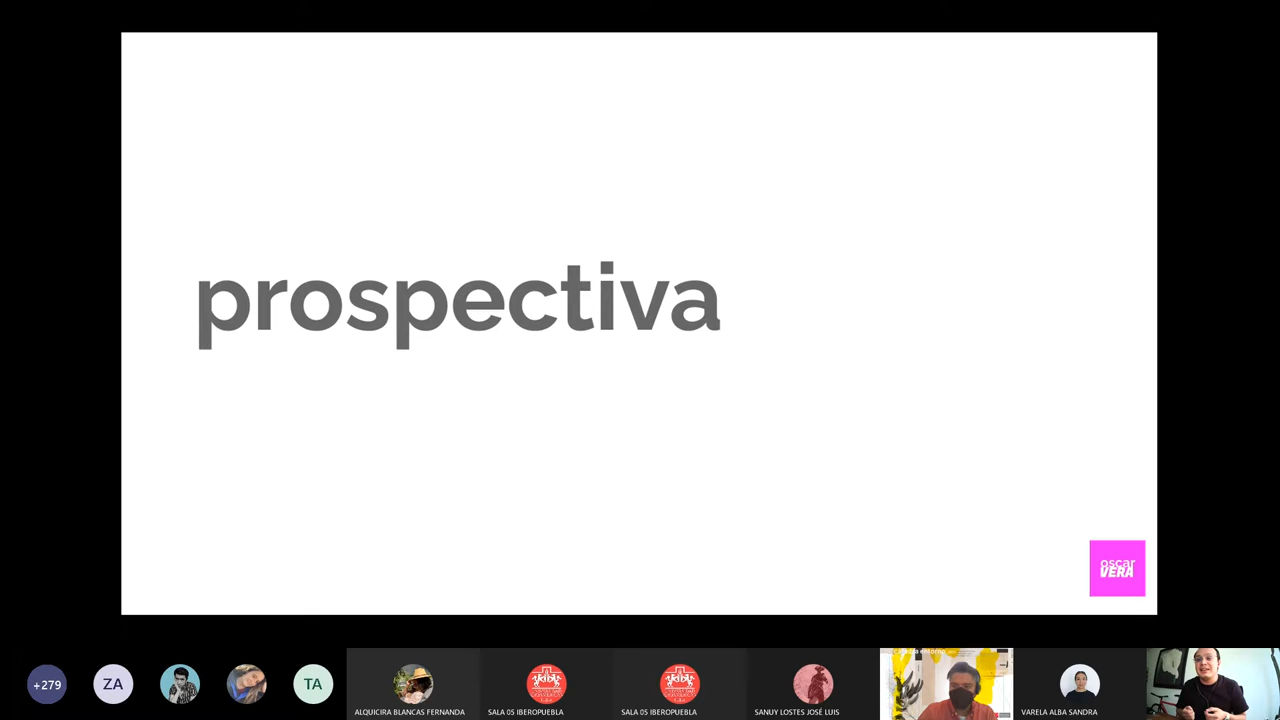 prospectiva
oscar
VERA
+279
ZA
TA
ALQUICIRA BLANCAS FERNANDA
SALA 05 IBEROPUEBLA
SALA 05 IBEROPUEBLA
SANUY LOSTES JOSÉ LUIS
VARELA ALBA SANDRA